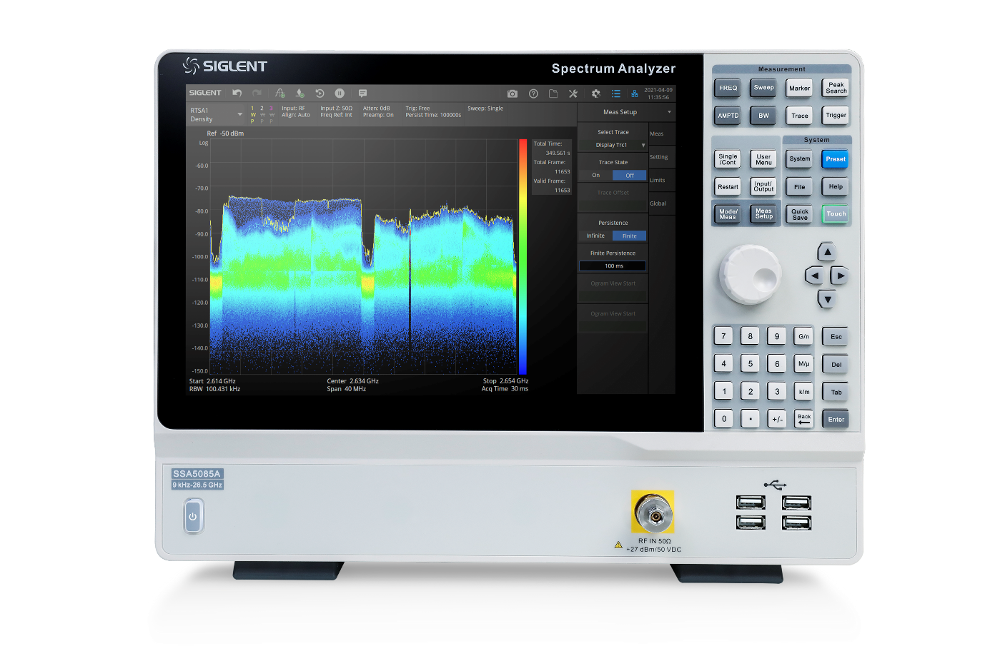 SIGLENT
Spectrum Analyzer
SIGLENT
2021-04-09
11:35:56
RTSA1
Density
1 2 3
W W W
P P P
Input: RF
Align: Auto
Input Z: 50Ω
Freq Ref: Int
Atten: 0dB
Preamp: On
Trig: Free
Persist Time: 100000s
Sweep: Single
Ref -50 dBm
Log
-60.0
-70.0
-80.0
-90.0
-100.0
-110.0
-120.0
-130.0
-140.0
-150.0
Start 2.614 GHz
RBW 100.431 kHz
Center 2.634 GHz
Span 40 MHz
Stop 2.654 GHz
Acq Time 30 ms
Total Time:
349.561 s
Total Frame:
11653
Valid Frame:
11653
Meas Setup
Select Trace
Display Trc1
Trace State
On Off
Trace Offset
Persistence
Infinite Finite
Finite Persistence
100 ms
Ogram View Start
Ogram View Start
Meas
Setting
Limits
Global
Measurement
FREQ
Sweep
Marker
Peak
Search
AMPTD
BW
Trace
Trigger
System
Single
/Cont
User
Menu
System
Preset
Restart
Input/
Output
File
Help
Mode/
Meas
Meas
Setup
Quick
Save
Touch
7 8 9 G/n Esc
4 5 6 M/μ Del
1 2 3 k/m Tab
0 . +/- Back Enter
SSA5085A
9 kHz-26.5 GHz
RF IN 50Ω
+27 dBm/50 VDC